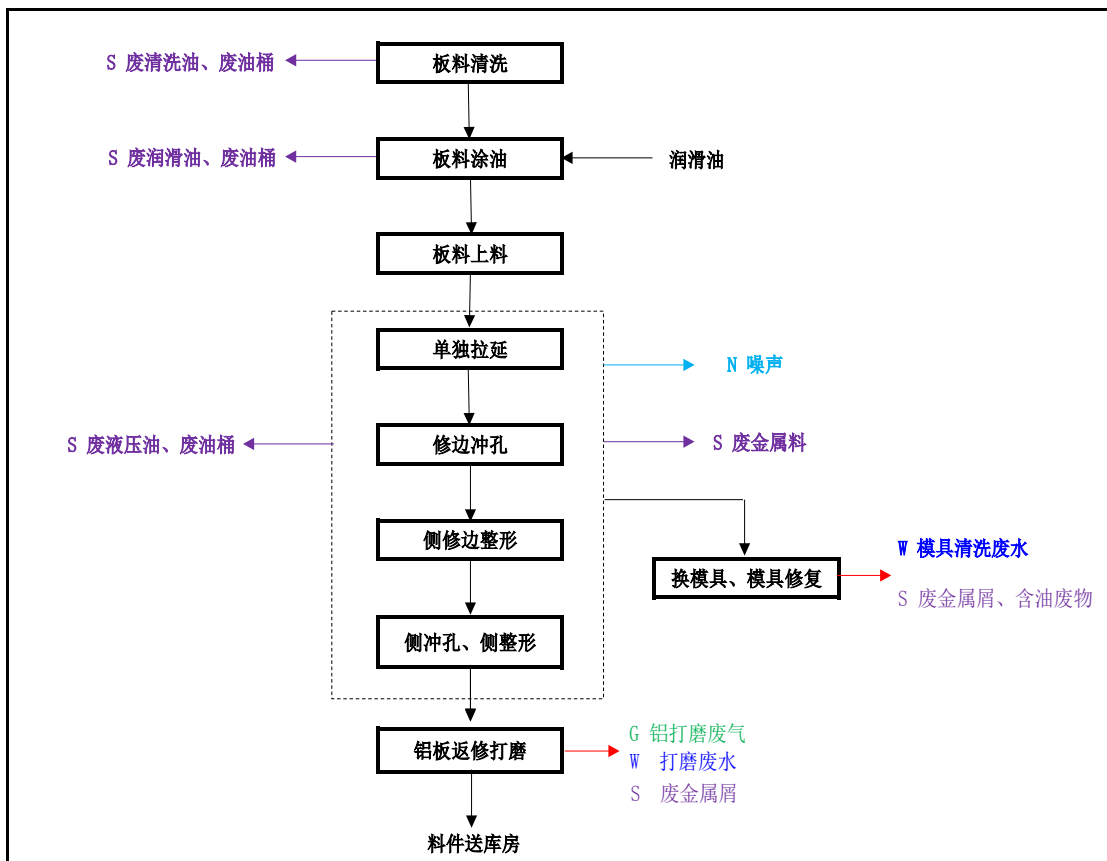 S 废清洗油、废油桶
板料清洗
S 废润滑油、废油桶
板料涂油
润滑油
板料上料
单独拉延
N 噪声
S 废液压油、废油桶
修边冲孔
S 废金属料
侧修边整形
换模具、模具修复
W 模具清洗废水
S 废金属屑、含油废物
侧冲孔、侧整形
铝板返修打磨
G 铝打磨废气
W 打磨废水
S 废金属屑
料件送库房